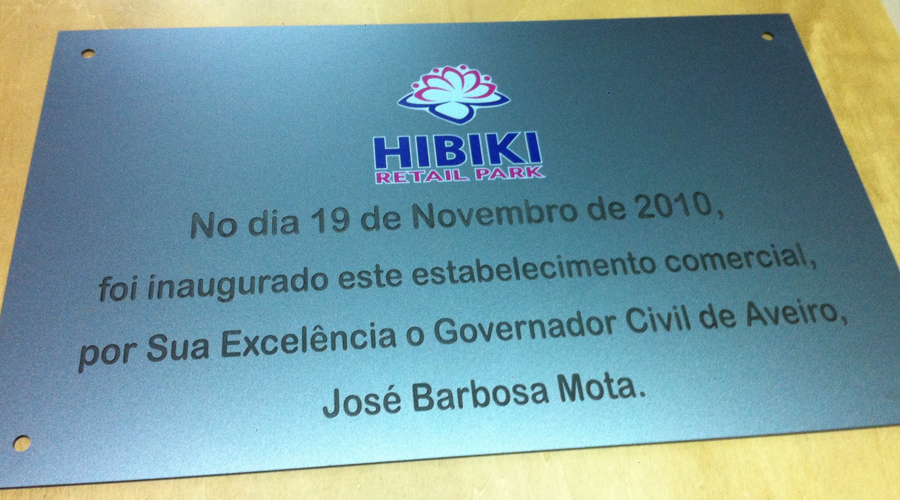 HIBIKI
RETAIL PARK
No dia 19 de Novembro de 2010,
foi inaugurado este estabelecimento comercial,
por Sua Excelência o Governador Civil de Aveiro,
José Barbosa Mota.